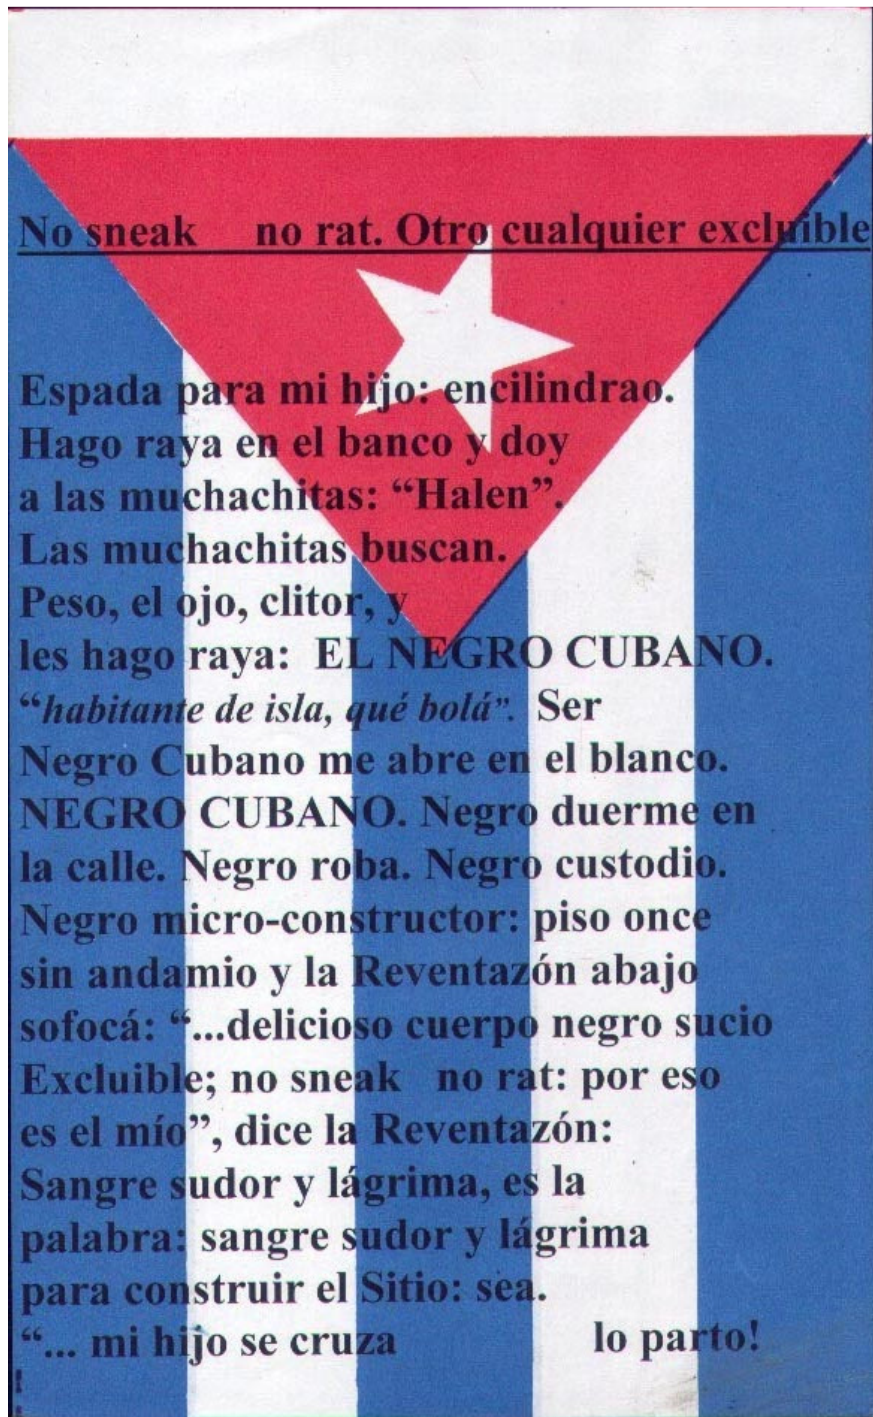 No sneak    no rat. Otro cualquier excluible
Espada para mi hijo: encilindrao.
Hago raya en el banco y doy
a las muchachitas: “Halen”.
Las muchachitas buscan.
Peso, el ojo, clitor, y
les hago raya:  EL NEGRO CUBANO.
“habitante de isla, qué bolá”.  Ser
Negro Cubano me abre en el blanco.
NEGRO CUBANO. Negro duerme en
la calle. Negro roba. Negro custodio.
Negro micro-constructor: piso once
sin andamio y la Reventazón abajo
sofocá: “...delicioso cuerpo negro sucio
Excluible; no sneak   no rat: por eso
es el mío”, dice la Reventazón:
Sangre sudor y lágrima, es la
palabra: sangre sudor y lágrima
para construir el Sitio: sea.
“... mi hijo se cruza            lo parto!